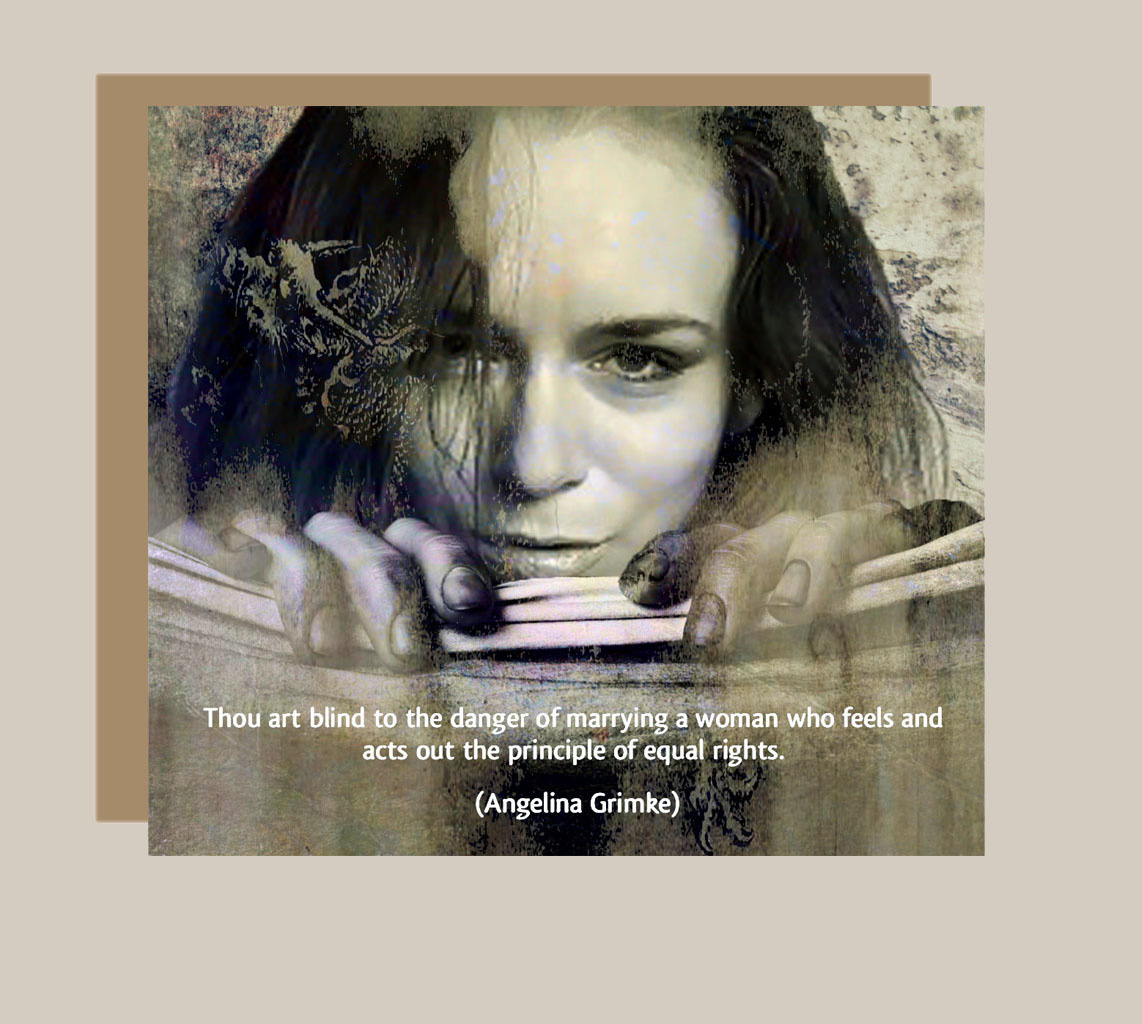 Thou art blind to the danger of marrying a woman who feels and
acts out the principle of equal rights.
(Angelina Grimke)